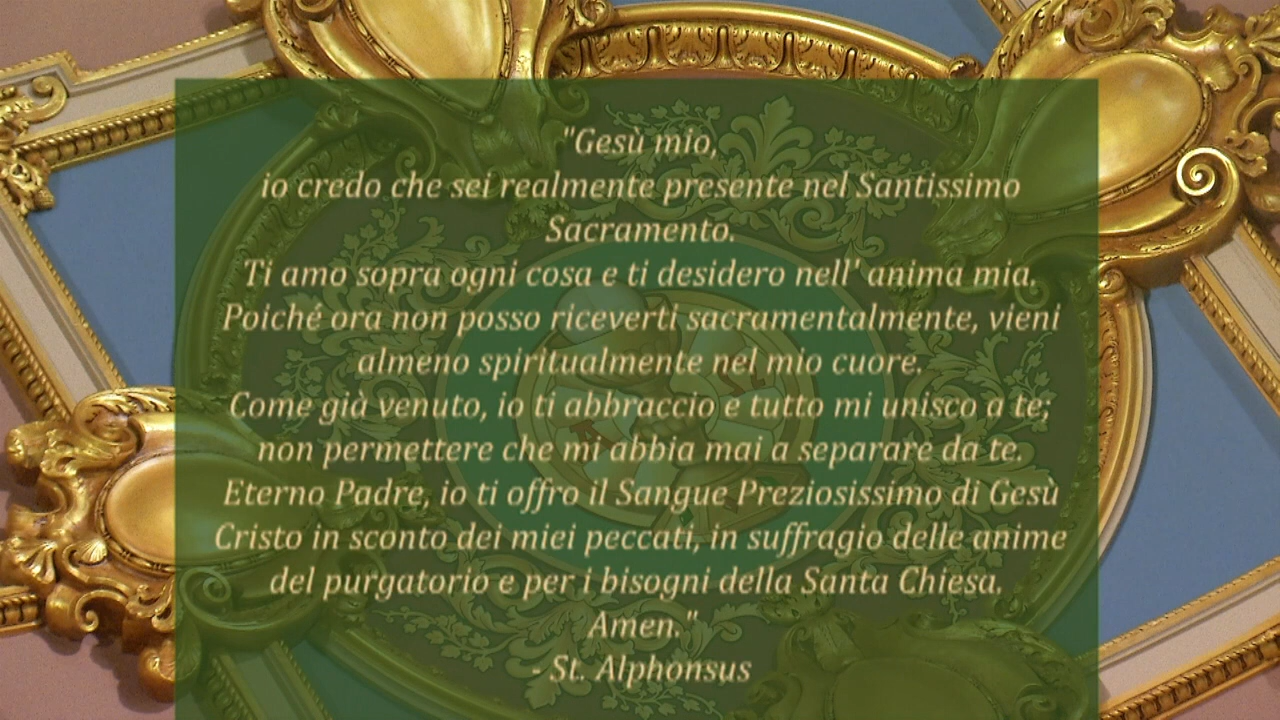 "Gesù mio,
io credo che sei realmente presente nel Santissimo
Sacramento.
Ti amo sopra ogni cosa e ti desidero nell' anima mia.
Poiché ora non posso riceverti sacramentalmente, vieni
almeno spiritualmente nel mio cuore.
Come già venuto, io ti abbraccio e tutto mi unisco a te;
non permettere che mi abbia mai a separare da te.
Eterno Padre, io ti offro il Sangue Preziosissimo di Gesù
Cristo in sconto dei miei peccati, in suffragio delle anime
del purgatorio e per i bisogni della Santa Chiesa.
Amen."
- St. Alphonsus